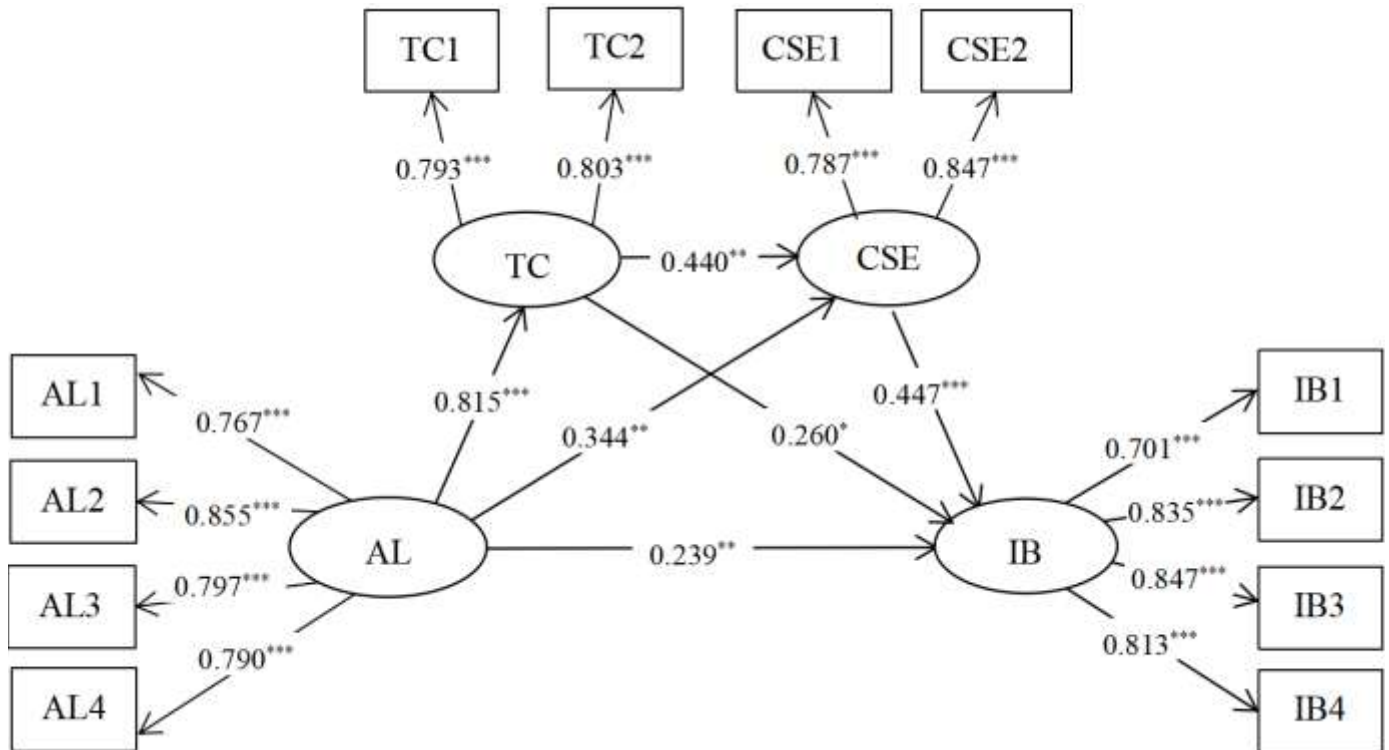 TC1
TC2
CSE1
CSE2
0.793***
0.803***
0.787***
0.847***
TC
0.440**
CSE
AL1
0.767***
0.815***
0.344**
0.260*
0.447***
0.701***
IB1
AL2
0.855***
AL
0.239**
IB
0.835***
IB2
AL3
0.797***
0.847***
IB3
0.790***
0.813***
AL4
IB4